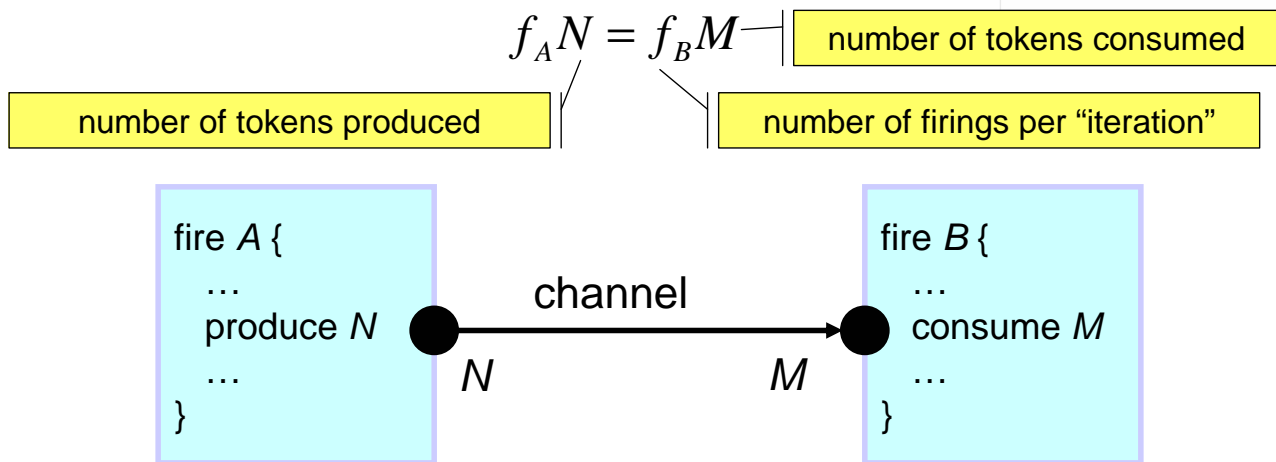 f_A N = f_B M
number of tokens consumed
number of tokens produced
number of firings per “iteration”
fire A {
…
produce N
…
}
channel
N
M
fire B {
…
consume M
…
}